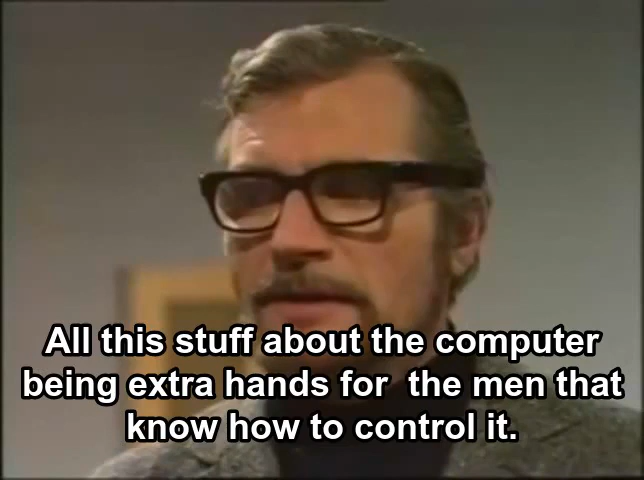 All this stuff about the computer
being extra hands for  the men that
know how to control it.